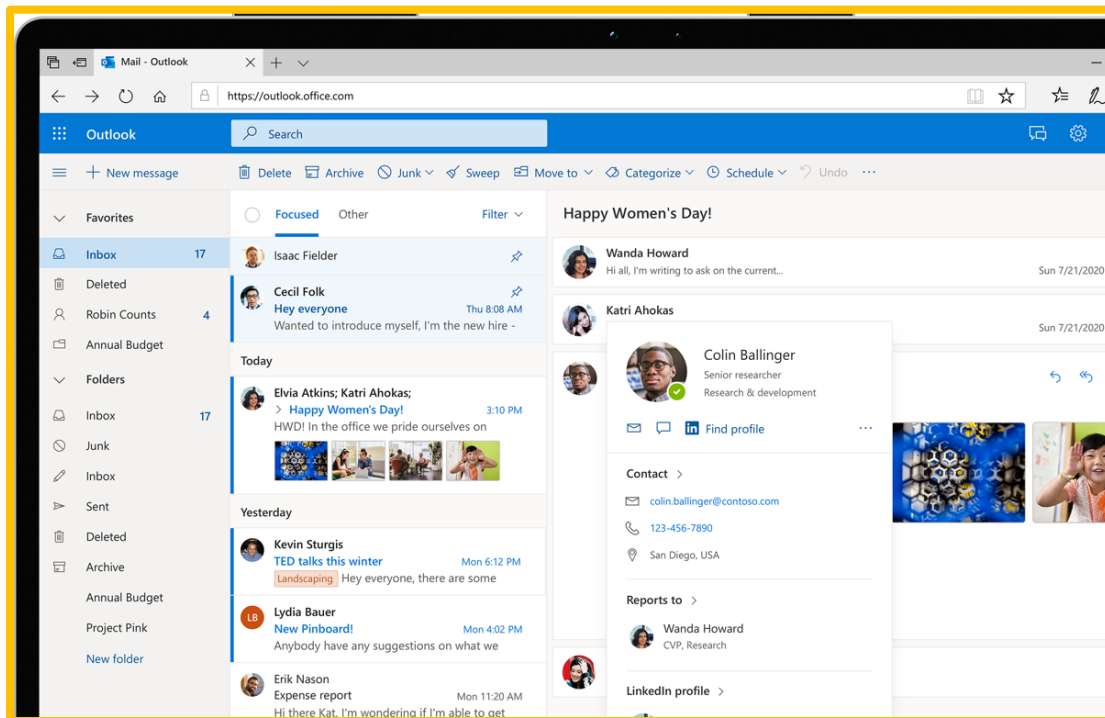 Mail - Outlook
https://outlook.office.com
Outlook
Search
New message
Delete
Archive
Junk
Sweep
Move to
Categorize
Schedule
Undo
Favorites
Inbox 17
Deleted
Robin Counts 4
Annual Budget
Folders
Inbox 17
Junk
Inbox
Sent
Deleted
Archive
Annual Budget
Project Pink
New folder
Focused Other Filter
Isaac Fielder
Cecil Folk
Hey everyone Thu 8:08 AM
Wanted to introduce myself, I'm the new hire -
Today
Elvia Atkins; Katri Ahokas;
> Happy Women's Day! 3:10 PM
HWD! In the office we pride ourselves on
Yesterday
Kevin Sturgis
TED talks this winter Mon 6:12 PM
Landscaping Hey everyone, there are some
LB
Lydia Bauer
New Pinboard! Mon 4:02 PM
Anybody have any suggestions on what we
Erik Nason
Expense report Mon 11:20 AM
Hi there Kat, I'm wondering if I'm able to get
Happy Women's Day!
Wanda Howard
Hi all, I'm writing to ask on the current...
Sun 7/21/2020
Katri Ahokas
Sun 7/21/2020
Colin Ballinger
Senior researcher
Research & development
in Find profile
Contact >
colin.ballinger@contoso.com
123-456-7890
San Diego, USA
Reports to >
Wanda Howard
CVP, Research
LinkedIn profile >